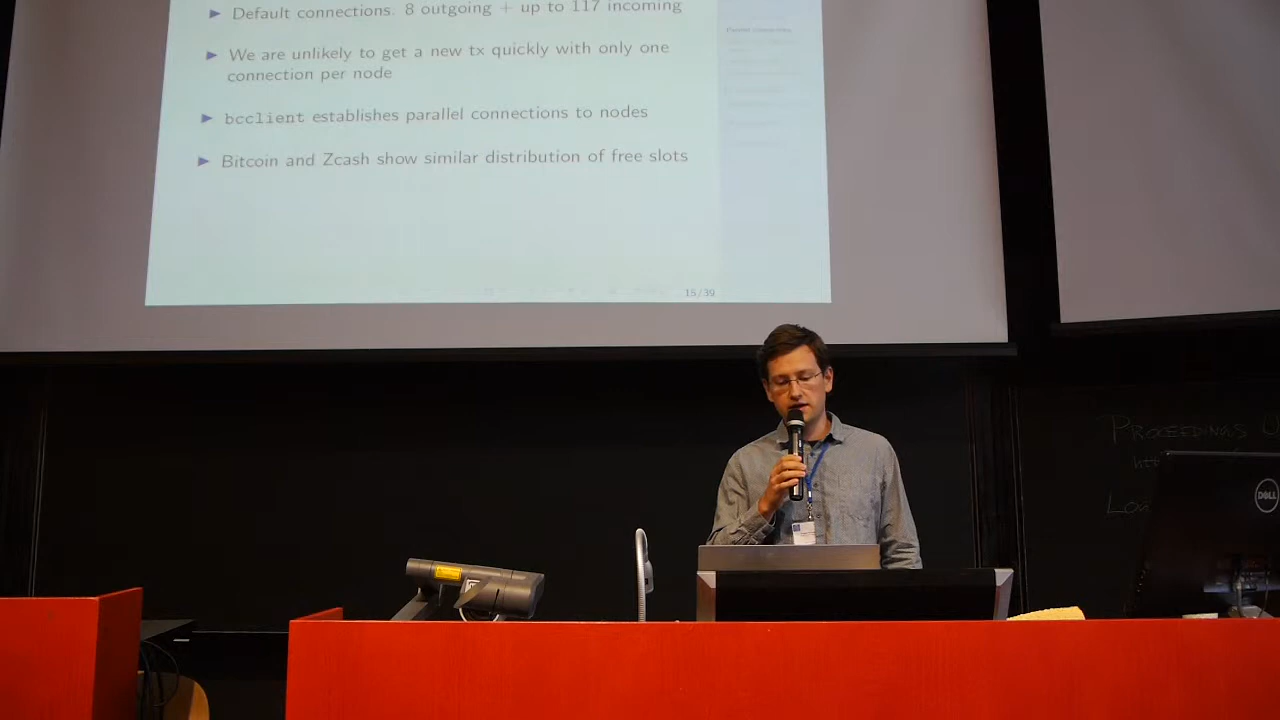 Default connections. 8 outgoing + up to 117 incoming
We are unlikely to get a new tx quickly with only one
connection per node
bcclient establishes parallel connections to nodes
Bitcoin and Zcash show similar distribution of free slots
15/39
PROCEEDINGS
DELL